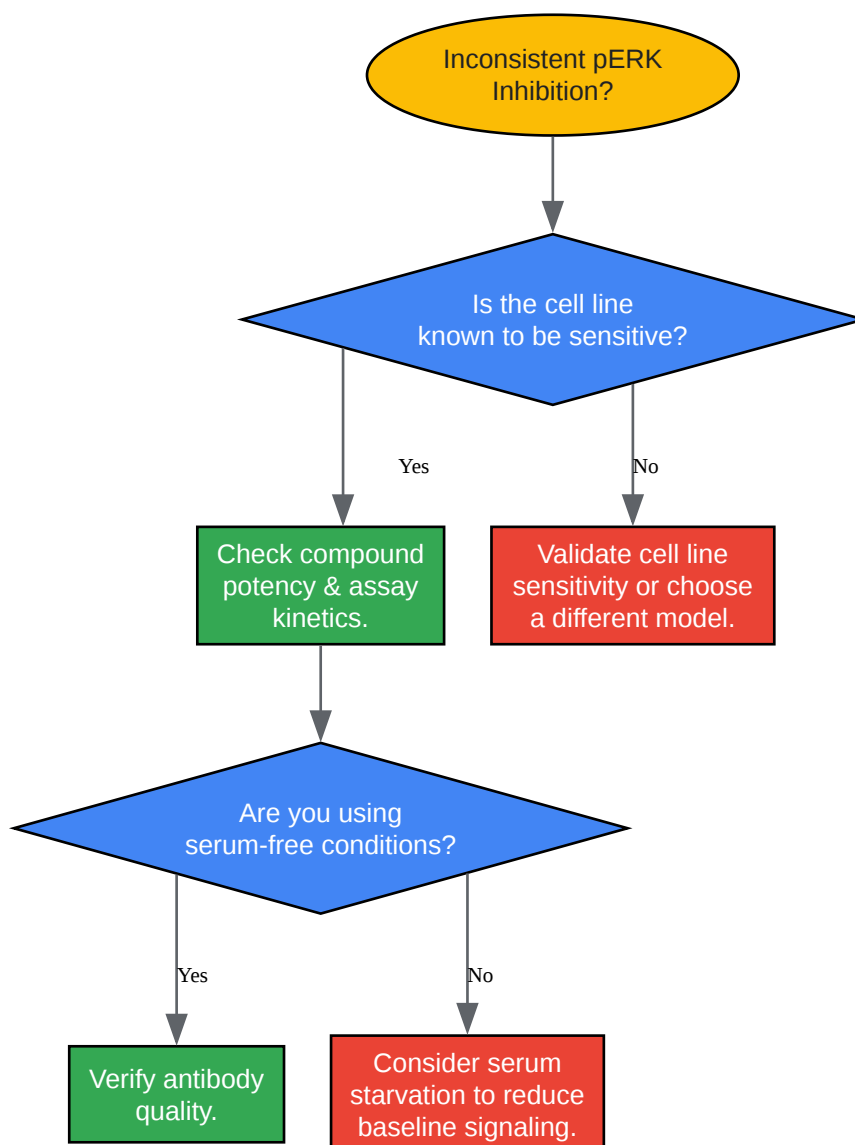 Inconsistent pERK
Inhibition?
Is the cell line
known to be sensitive?
Yes
No
Check compound
potency & assay
kinetics.
Validate cell line
sensitivity or choose
a different model.
Are you using
serum-free conditions?
Yes
No
Verify antibody
quality.
Consider serum
starvation to reduce
baseline signaling.